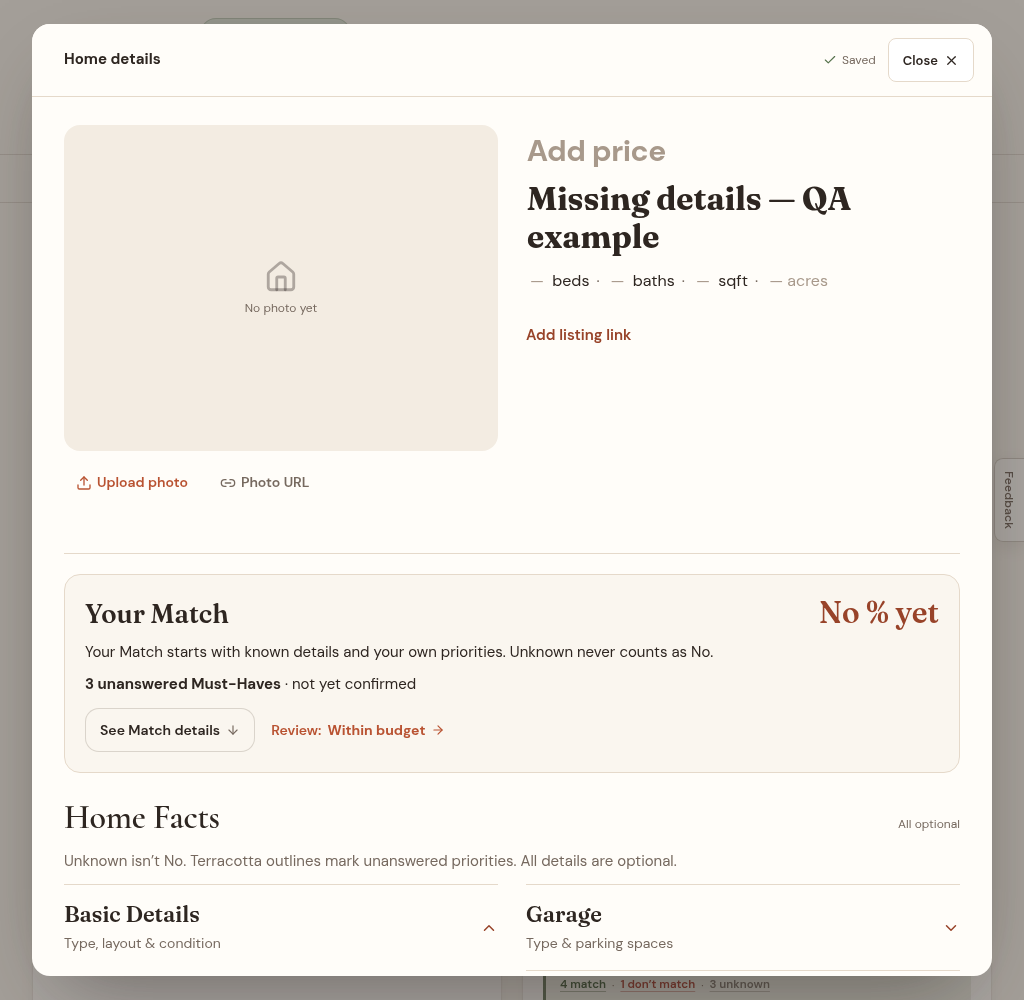 Home details
Saved
Close
No photo yet
Upload photo
Photo URL
Add price
Missing details — QA
example
— beds · — baths · — sqft · — acres
Add listing link
Feedback
Your Match
No % yet
Your Match starts with known details and your own priorities. Unknown never counts as No.
3 unanswered Must-Haves · not yet confirmed
See Match details ↓
Review: Within budget →
Home Facts
All optional
Unknown isn’t No. Terracotta outlines mark unanswered priorities. All details are optional.
Basic Details
Type, layout & condition
Garage
Type & parking spaces
4 match · 1 don’t match · 3 unknown